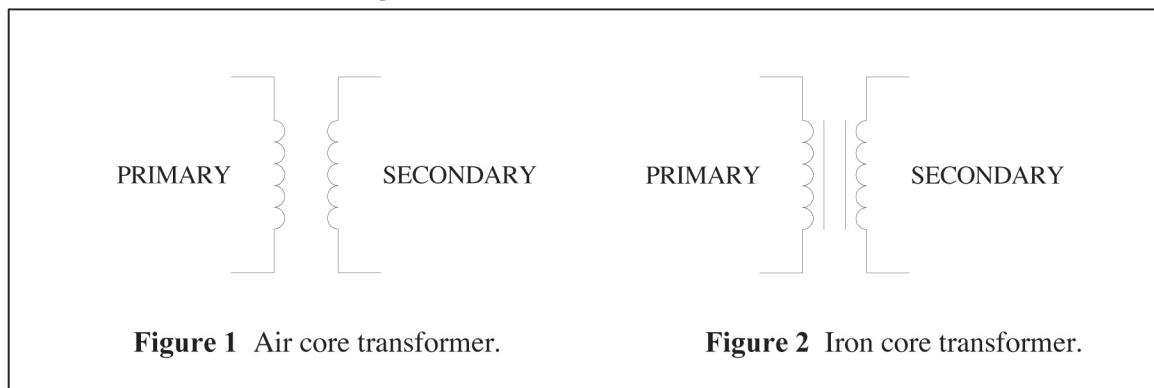 PRIMARY
SECONDARY
PRIMARY
SECONDARY
Figure 1 Air core transformer.
Figure 2 Iron core transformer.